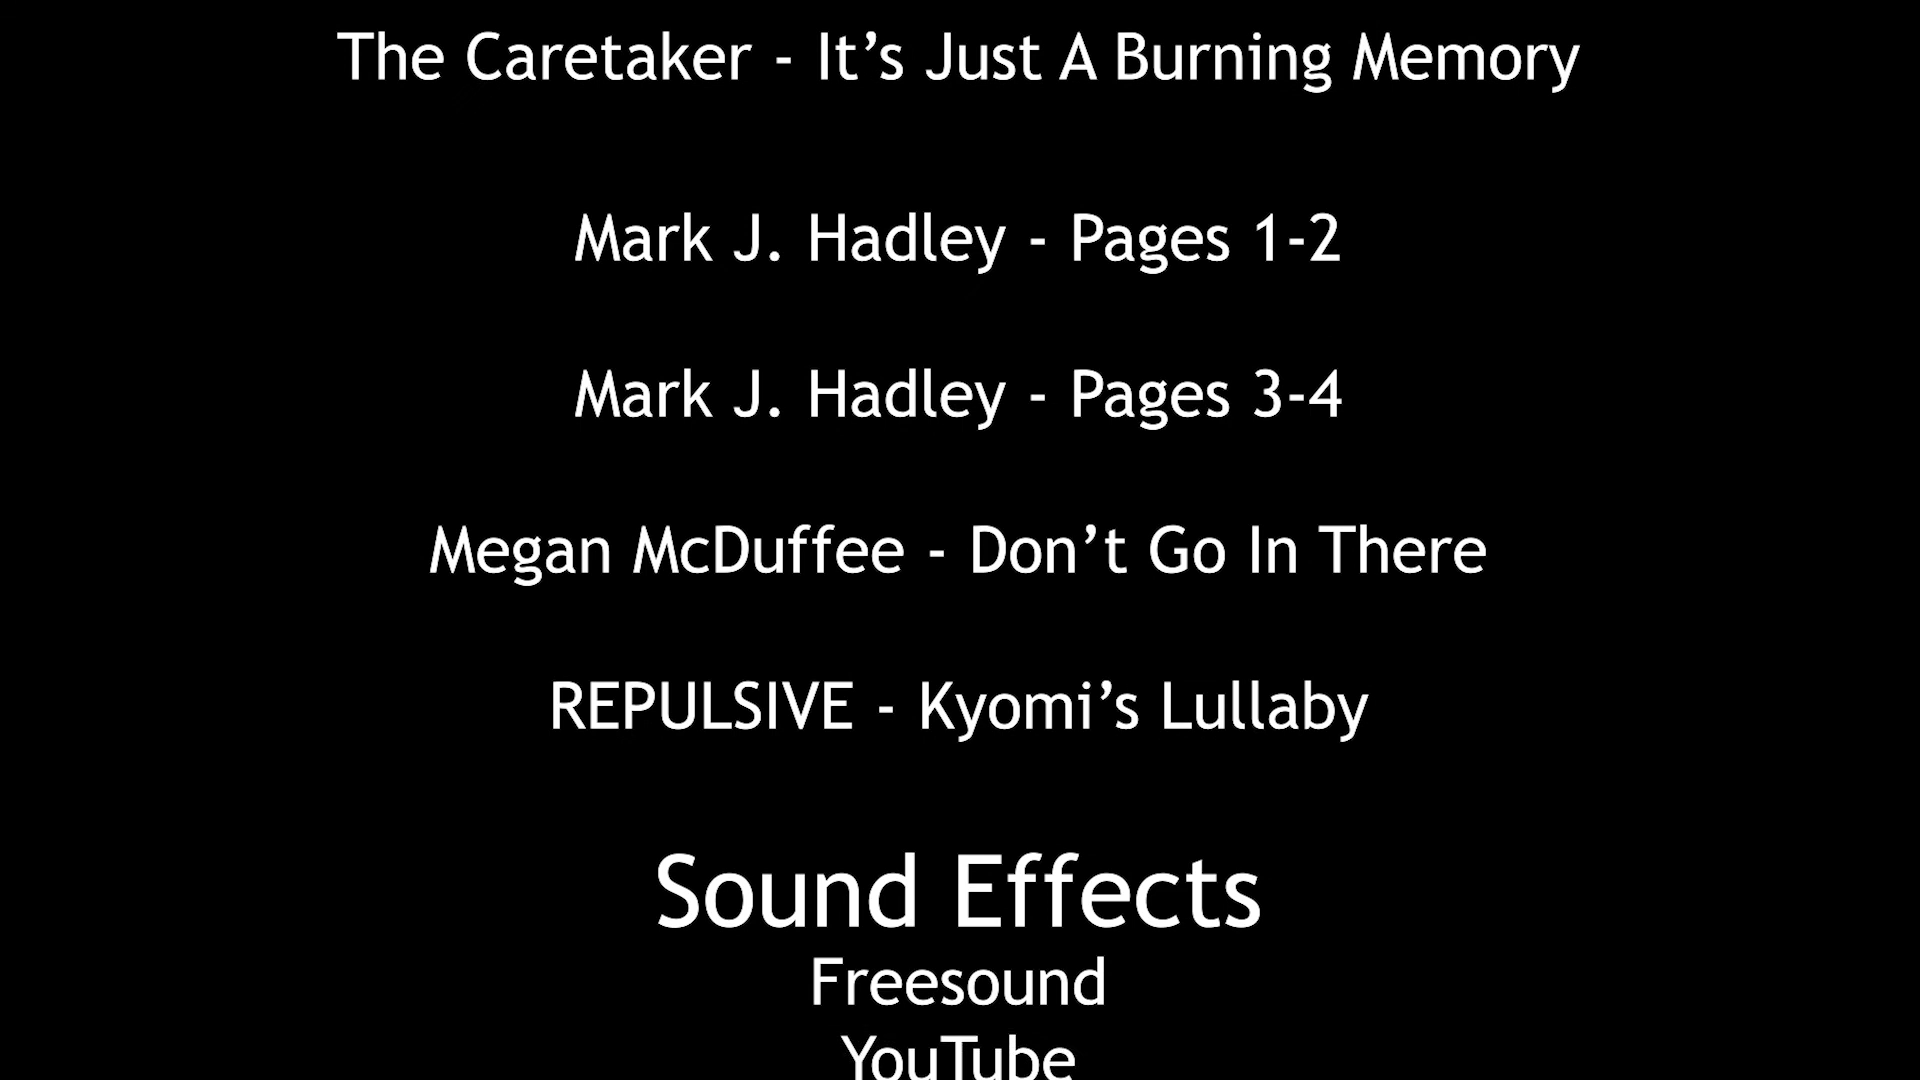 The Caretaker - It’s Just A Burning Memory
Mark J. Hadley - Pages 1-2
Mark J. Hadley - Pages 3-4
Megan McDuffee - Don’t Go In There
REPULSIVE - Kyomi’s Lullaby
Sound Effects
Freesound
YouTube